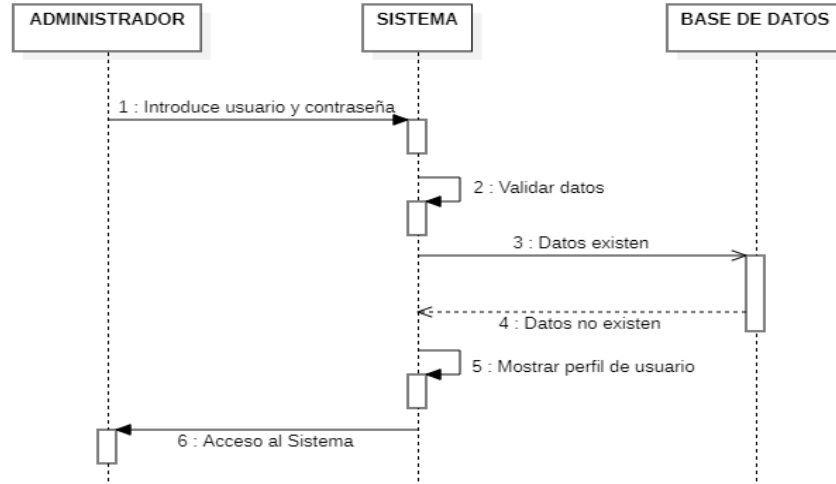 ADMINISTRADOR
SISTEMA
BASE DE DATOS
1 : Introduce usuario y contraseña
2 : Validar datos
3 : Datos existen
4 : Datos no existen
5 : Mostrar perfil de usuario
6 : Acceso al Sistema